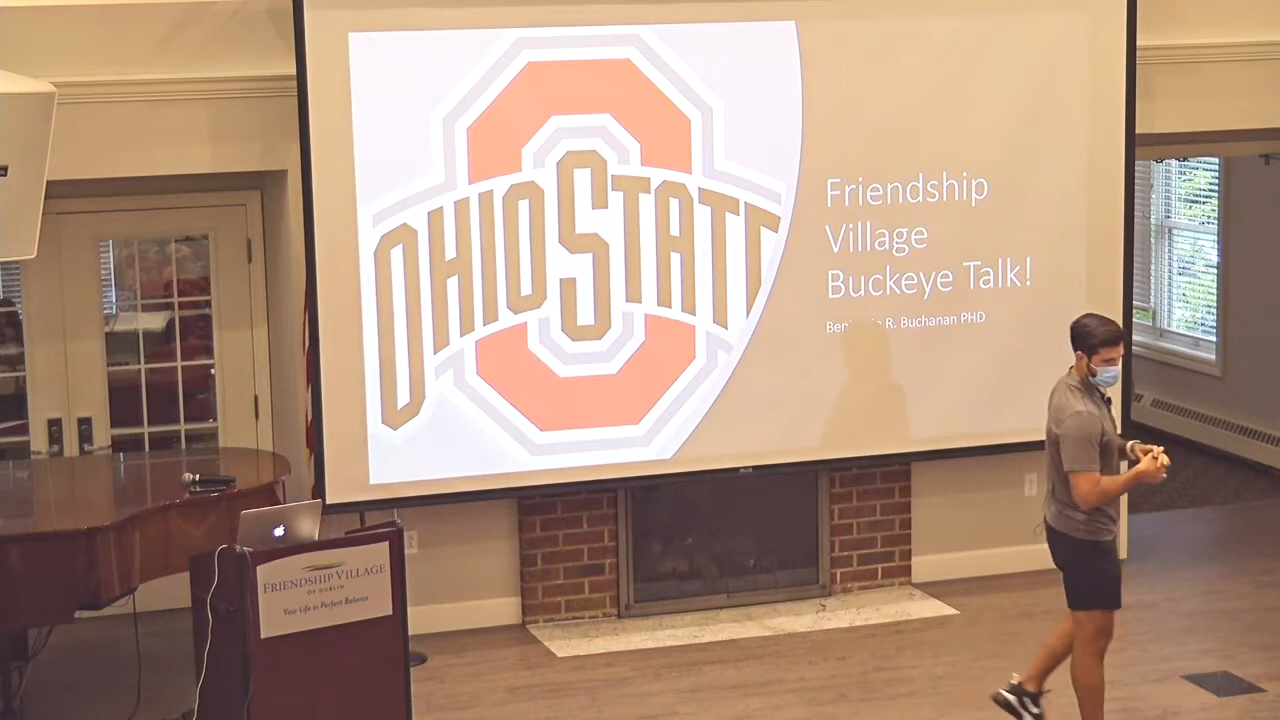 OHIO STATE
Friendship
Village
Buckeye Talk!
R. Buchanan PHD
FRIENDSHIP VILLAGE
OF DUBLIN
Your Life in Perfect Balance